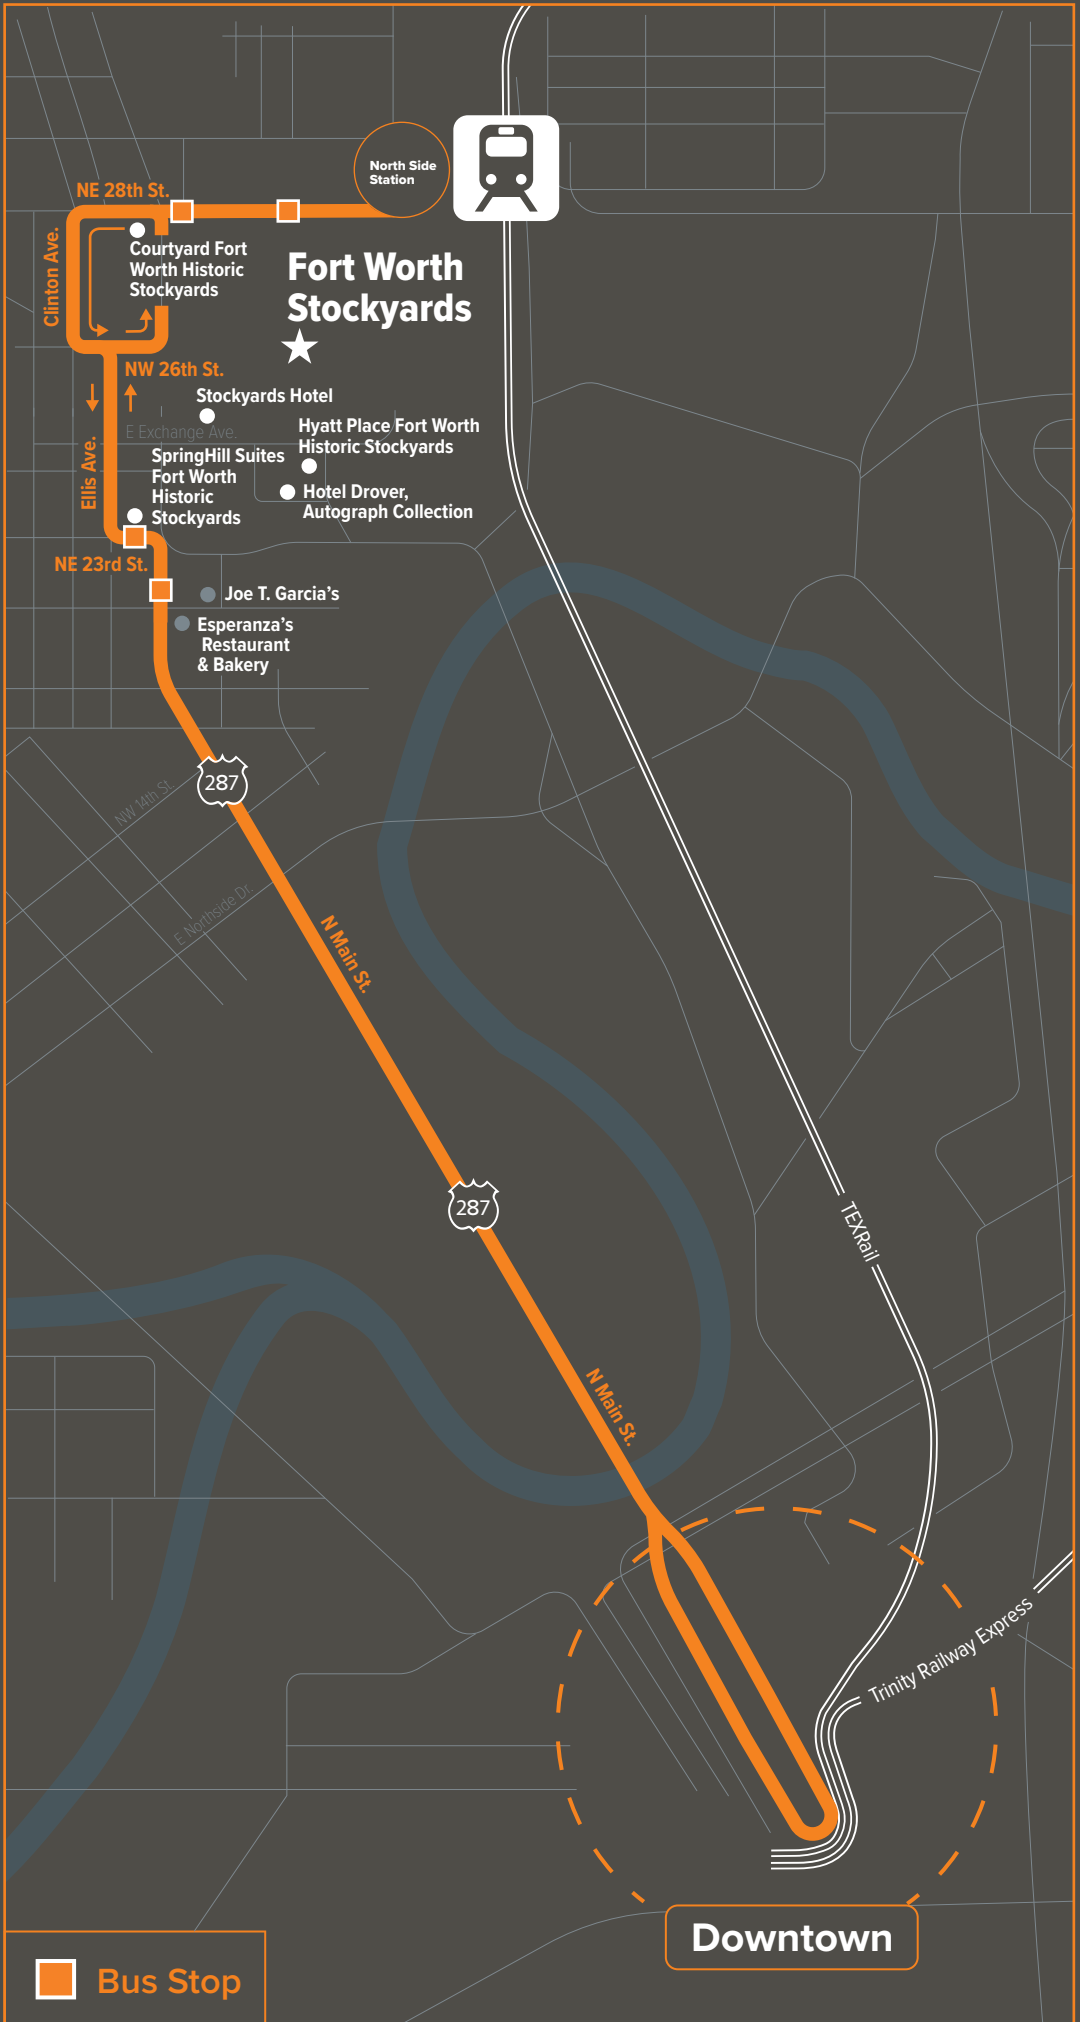 North Side
Station
NE 28th St.
Clinton Ave.
Courtyard Fort
Worth Historic
Stockyards
Fort Worth
Stockyards
NW 26th St.
Stockyards Hotel
E Exchange Ave.
Hyatt Place Fort Worth
Historic Stockyards
Ellis Ave.
SpringHill Suites
Fort Worth
Historic
Stockyards
Hotel Drover,
Autograph Collection
NE 23rd St.
Joe T. Garcia’s
Esperanza’s
Restaurant
& Bakery
287
NW 14th St.
E Northside Dr.
N Main St.
287
TEXRail
N Main St.
Trinity Railway Express
Downtown
Bus Stop